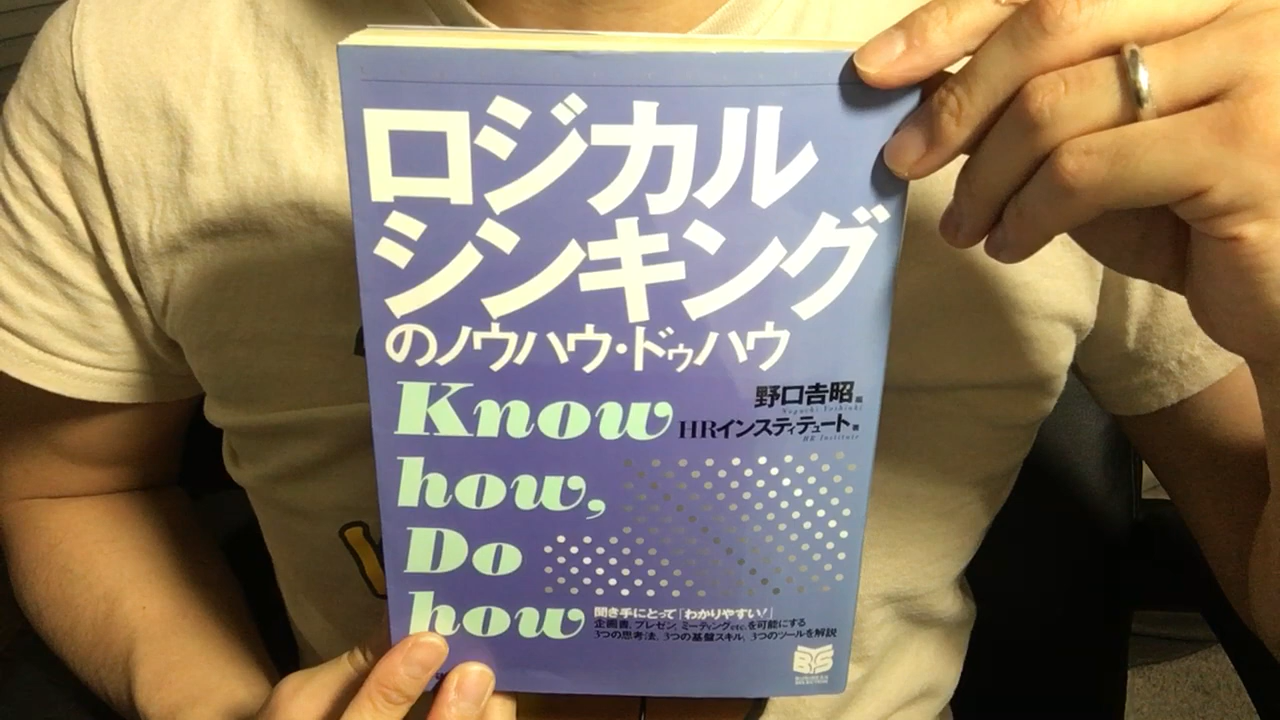 ロジカル
シンキング
のノウハウ・ドゥハウ
Know
how,
Do
how
野口吉昭 編
Noguchi Yoshiaki
HRインスティテュート 著
HR Institute
聞き手にとって「わかりやすい!」
企画書、プレゼン、ミーティングetc.を可能にする
3つの思考法、3つの基盤スキル、3つのツールを解説
BS
BUSINESS
SELECTION